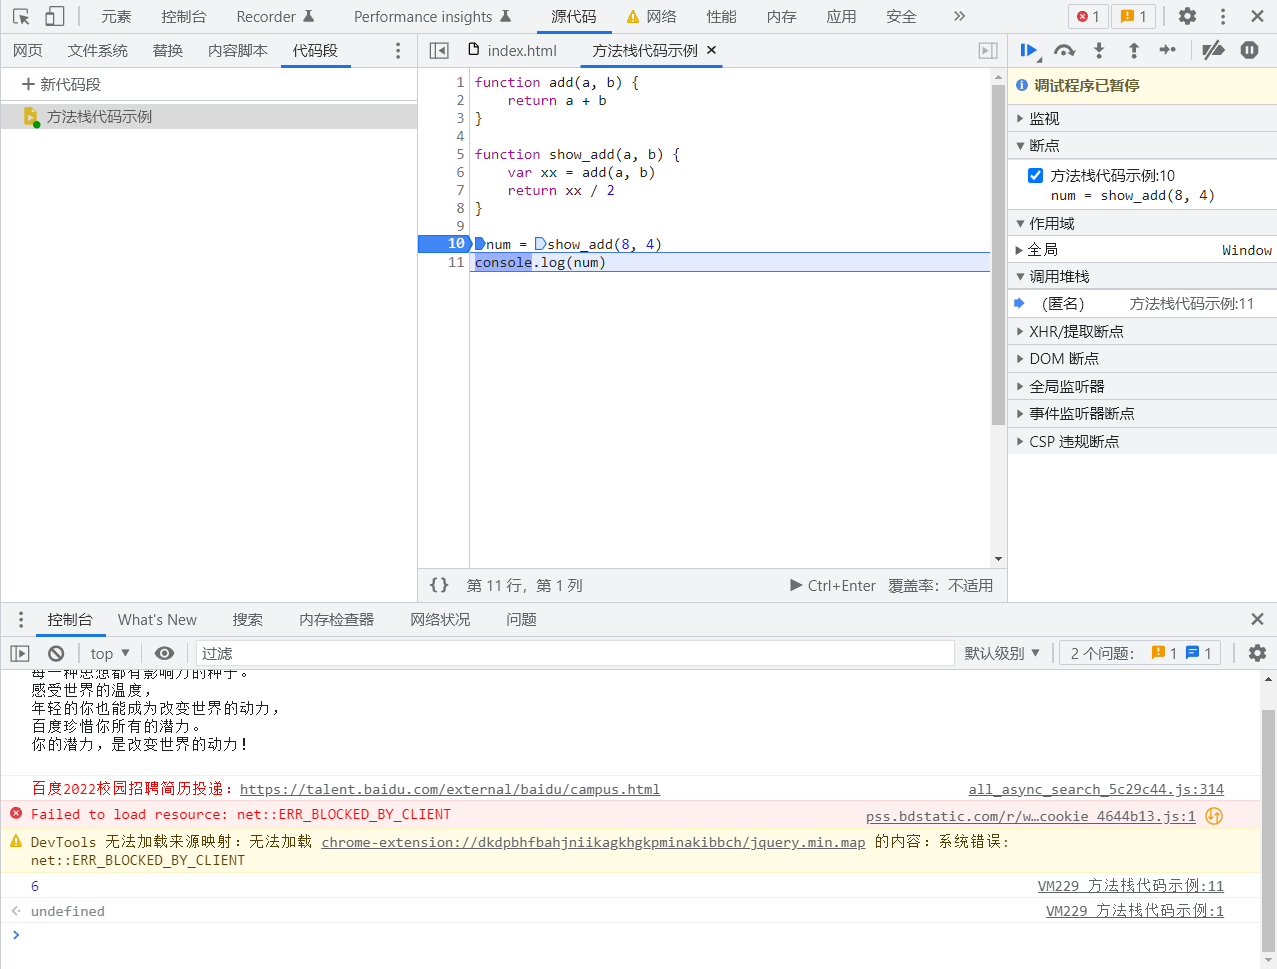 元素 控制台 Recorder Performance insights 源代码 网络 性能 内存 应用 安全 » 1 1
网页 文件系统 替换 内容脚本 代码段
index.html 方法栈代码示例 ×
+ 新代码段
方法栈代码示例
1 function add(a, b) {
2 return a + b
3 }
4
5 function show_add(a, b) {
6 var xx = add(a, b)
7 return xx / 2
8 }
9
10 num = show_add(8, 4)
11 console.log(num)
{} 第 11 行，第 1 列 Ctrl+Enter 覆盖率：不适用
调试程序已暂停
监视
断点
方法栈代码示例:10
num = show_add(8, 4)
作用域
全局 Window
调用堆栈
(匿名) 方法栈代码示例:11
XHR/提取断点
DOM 断点
全局监听器
事件监听器断点
CSP 违规断点
控制台 What's New 搜索 内存检查器 网络状况 问题
top 过滤 默认级别 2 个问题： 1 1
每一种思想都有影响力的种子。
感受世界的温度，
年轻的你也能成为改变世界的动力，
百度珍惜你所有的潜力。
你的潜力，是改变世界的动力！
百度2022校园招聘简历投递：https://talent.baidu.com/external/baidu/campus.html all_async_search_5c29c44.js:314
Failed to load resource: net::ERR_BLOCKED_BY_CLIENT pss.bdstatic.com/r/w…cookie_4644b13.js:1
DevTools 无法加载来源映射：无法加载 chrome-extension://dkdpbhfbahjniikagkhgkpminakibbch/jquery.min.map 的内容：系统错误:
net::ERR_BLOCKED_BY_CLIENT
6 VM229 方法栈代码示例:11
undefined VM229 方法栈代码示例:1